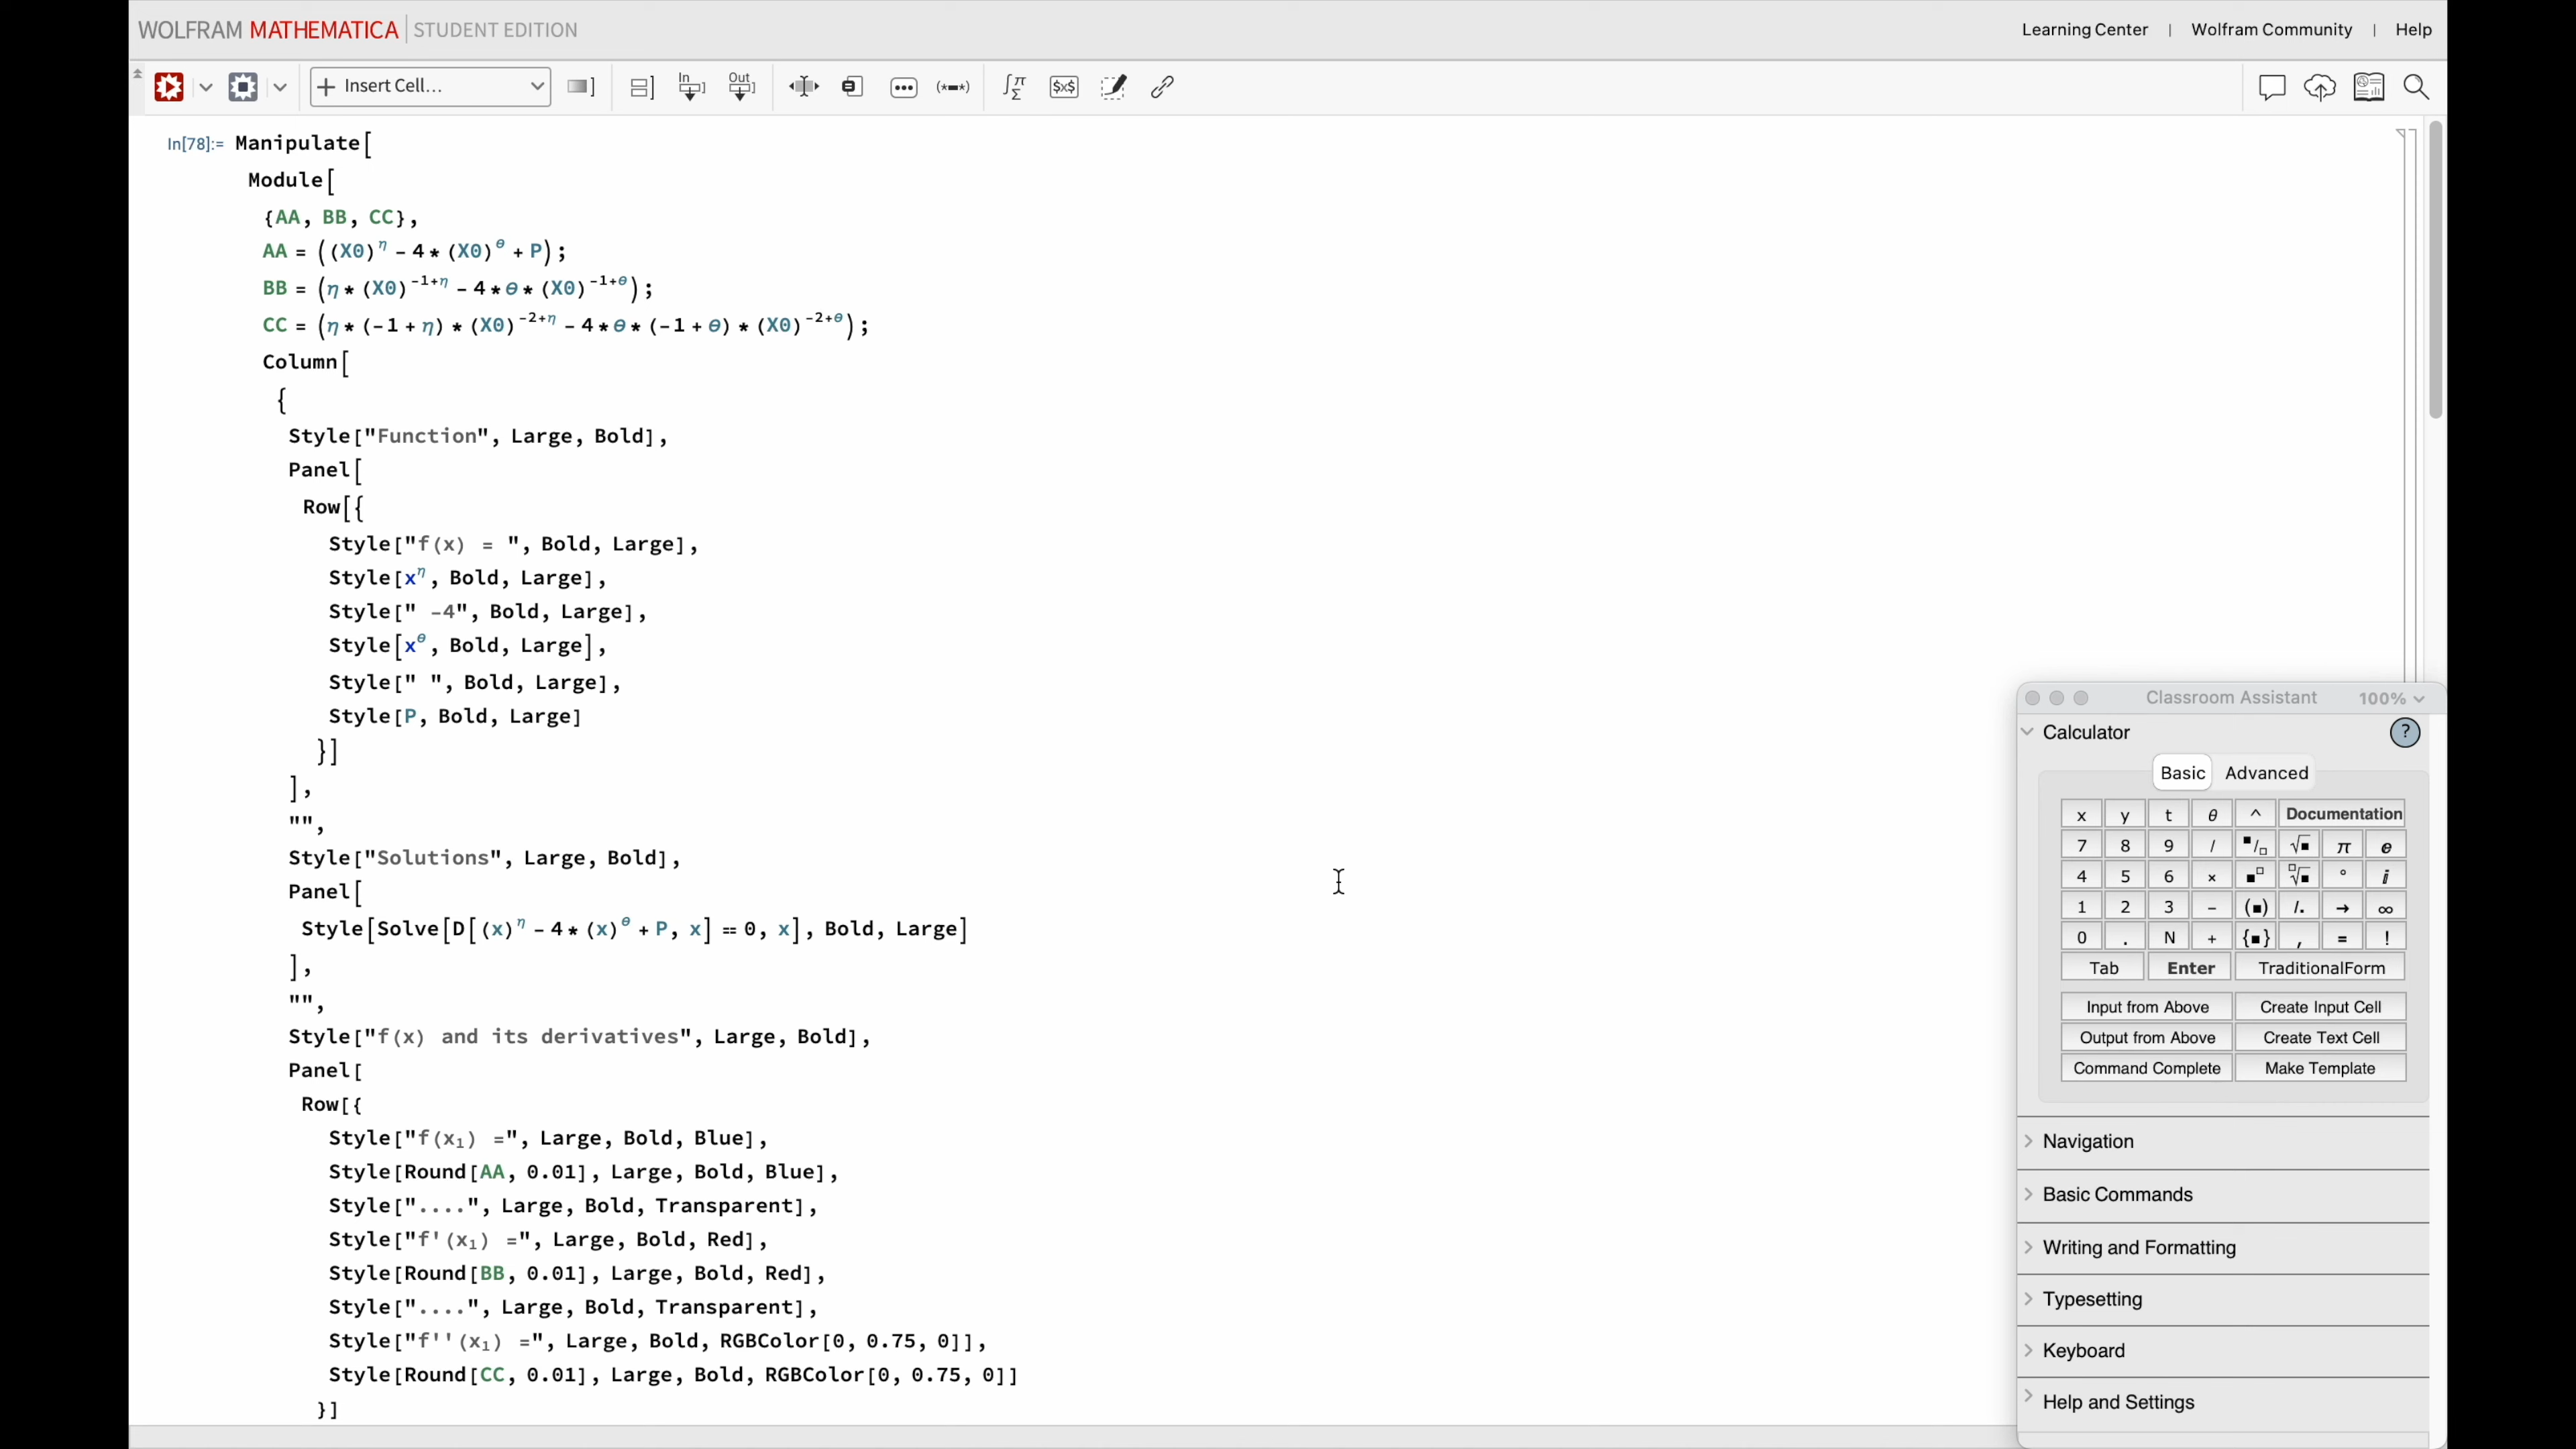 WOLFRAM MATHEMATICA STUDENT EDITION
Learning Center | Wolfram Community | Help
+ Insert Cell...
In
Out
(*▬*)
∫π
Σ
$x$
In[78]:= Manipulate[
Module[
{AA, BB, CC},
AA = ((X0)^η - 4 * (X0)^θ + P);
BB = (η * (X0)^-1+η - 4 * θ * (X0)^-1+θ);
CC = (η * (-1 + η) * (X0)^-2+η - 4 * θ * (-1 + θ) * (X0)^-2+θ);
Column[
{
Style["Function", Large, Bold],
Panel[
Row[{
Style["f(x) = ", Bold, Large],
Style[x^η, Bold, Large],
Style[" -4", Bold, Large],
Style[x^θ, Bold, Large],
Style[" ", Bold, Large],
Style[P, Bold, Large]
}]
],
"",
Style["Solutions", Large, Bold],
Panel[
Style[Solve[D[(x)^η - 4 * (x)^θ + P, x] == 0, x], Bold, Large]
],
"",
Style["f(x) and its derivatives", Large, Bold],
Panel[
Row[{
Style["f(x₁) =", Large, Bold, Blue],
Style[Round[AA, 0.01], Large, Bold, Blue],
Style["....", Large, Bold, Transparent],
Style["f'(x₁) =", Large, Bold, Red],
Style[Round[BB, 0.01], Large, Bold, Red],
Style["....", Large, Bold, Transparent],
Style["f''(x₁) =", Large, Bold, RGBColor[0, 0.75, 0]],
Style[Round[CC, 0.01], Large, Bold, RGBColor[0, 0.75, 0]]
}]
Classroom Assistant 100%
Calculator ?
Basic Advanced
x y t θ ^ Documentation
7 8 9 / ■/□ √■ π e
4 5 6 × ■^□ □√■ ° i
1 2 3 - (■) /. → ∞
0 . N + {■} , = !
Tab Enter TraditionalForm
Input from Above Create Input Cell
Output from Above Create Text Cell
Command Complete Make Template
Navigation
Basic Commands
Writing and Formatting
Typesetting
Keyboard
Help and Settings